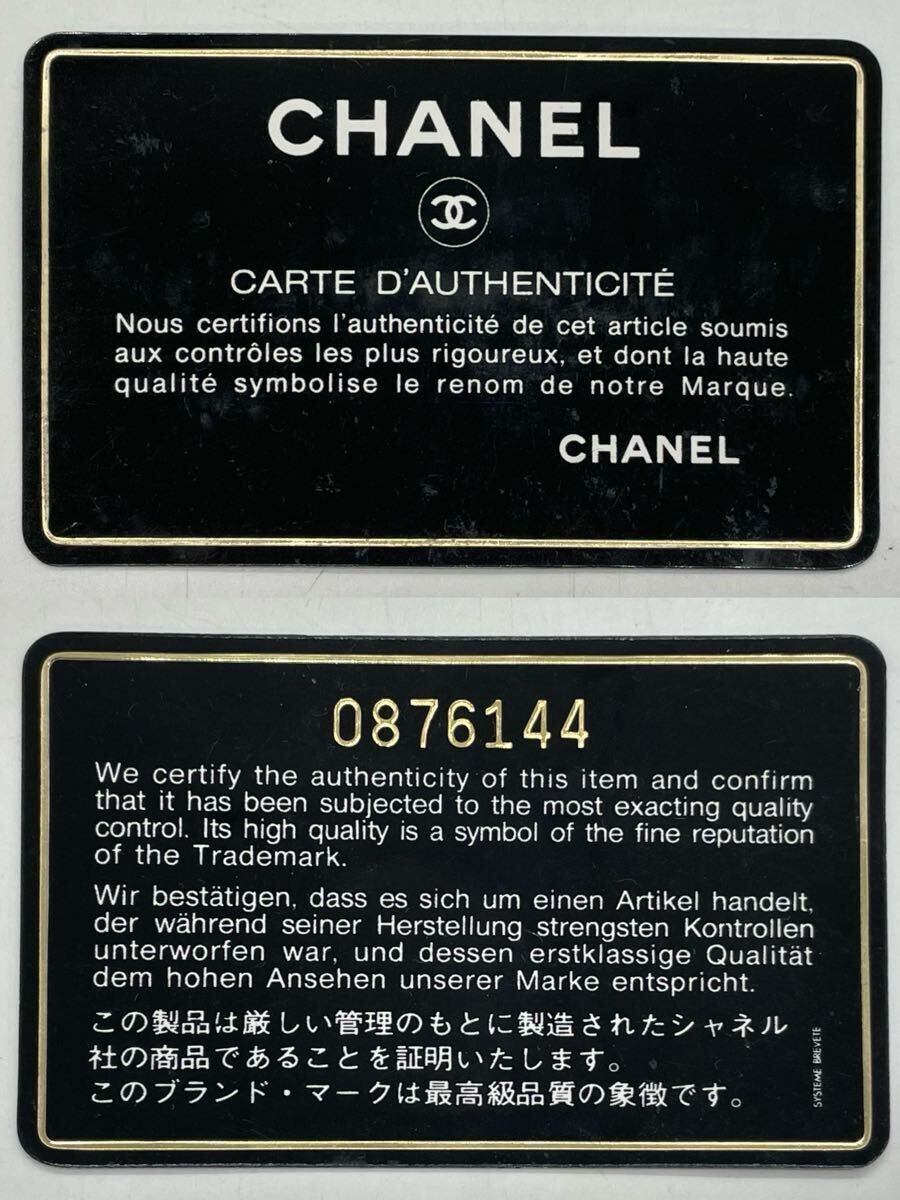 CHANEL
CARTE D'AUTHENTICITÉ
Nous certifions l'authenticité de cet article soumis
aux contrôles les plus rigoureux, et dont la haute
qualité symbolise le renom de notre Marque.
CHANEL
0876144
We certify the authenticity of this item and confirm
that it has been subjected to the most exacting quality
control. Its high quality is a symbol of the fine reputation
of the Trademark.
Wir bestätigen, dass es sich um einen Artikel handelt,
der während seiner Herstellung strengsten Kontrollen
unterworfen war, und dessen erstklassige Qualität
dem hohen Ansehen unserer Marke entspricht.
この製品は厳しい管理のもとに製造されたシャネル
社の商品であることを証明いたします。
このブランド・マークは最高級品質の象徴です。
SYSTEME BREVETE